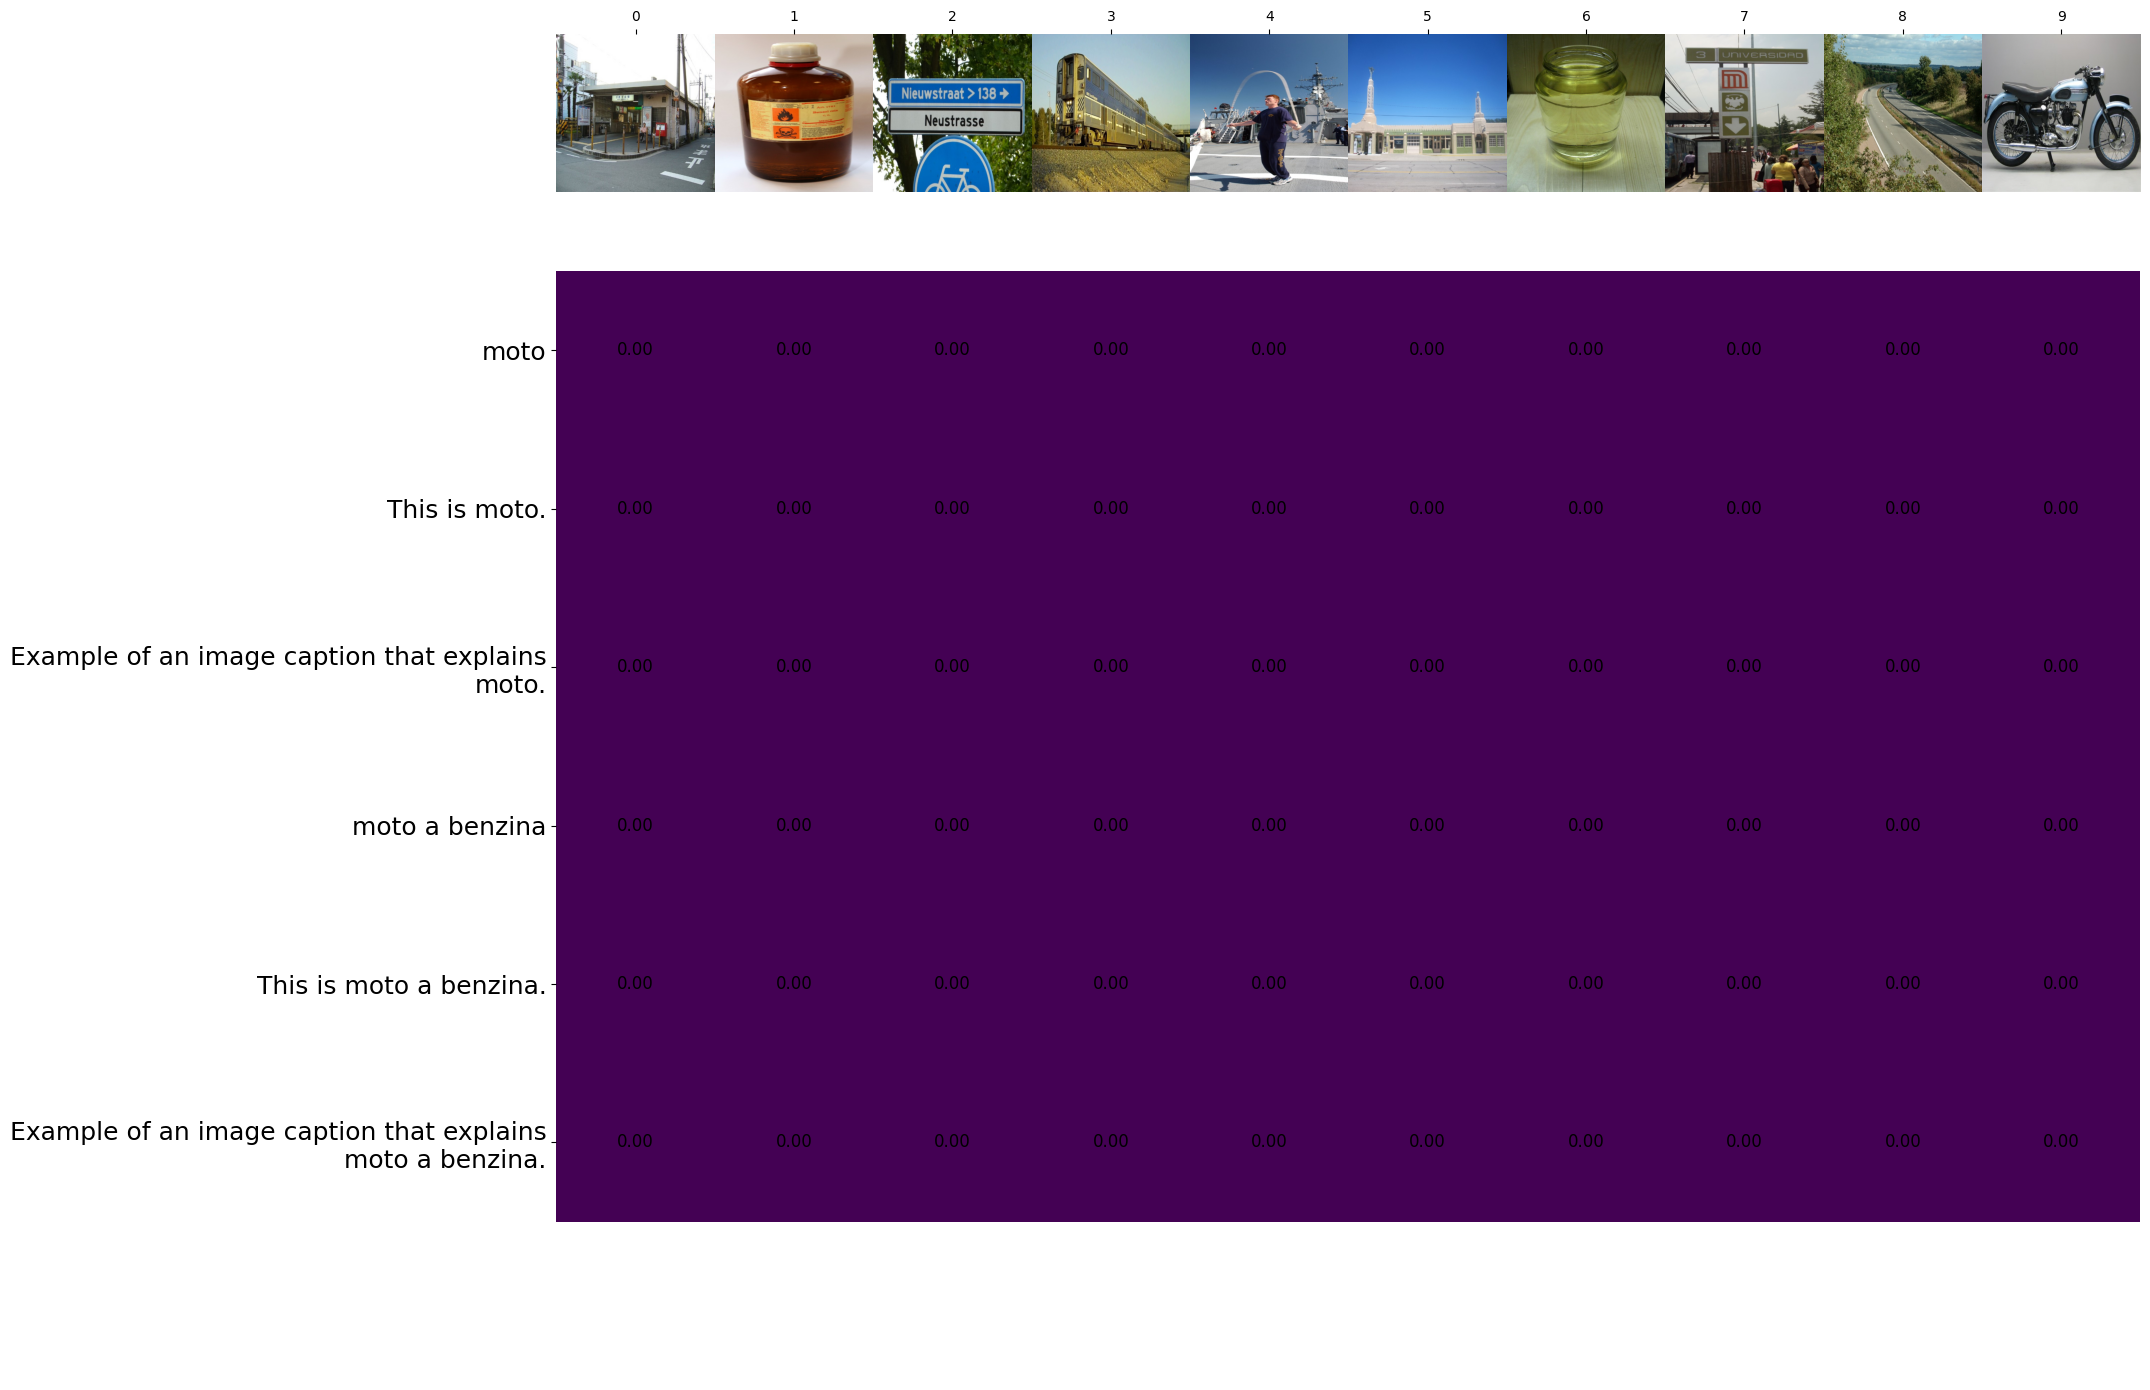 0 1 2 3 4 5 6 7 8 9
Nieuwstraat > 138 →
Neustrasse
3 UNIVERSIDAD
moto 0.00 0.00 0.00 0.00 0.00 0.00 0.00 0.00 0.00 0.00
This is moto. 0.00 0.00 0.00 0.00 0.00 0.00 0.00 0.00 0.00 0.00
Example of an image caption that explains
moto. 0.00 0.00 0.00 0.00 0.00 0.00 0.00 0.00 0.00 0.00
moto a benzina 0.00 0.00 0.00 0.00 0.00 0.00 0.00 0.00 0.00 0.00
This is moto a benzina. 0.00 0.00 0.00 0.00 0.00 0.00 0.00 0.00 0.00 0.00
Example of an image caption that explains
moto a benzina. 0.00 0.00 0.00 0.00 0.00 0.00 0.00 0.00 0.00 0.00